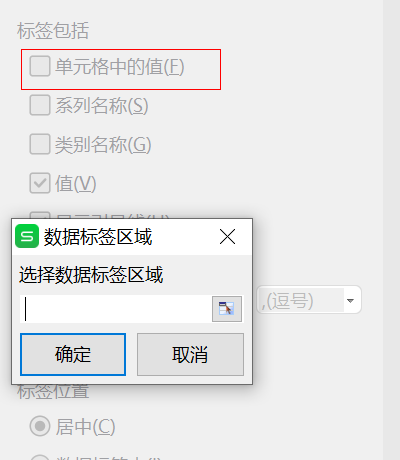 标签包括
单元格中的值(F)
系列名称(S)
类别名称(G)
值(V)
数据标签区域
选择数据标签区域
,(逗号)
确定
取消
标签位置
居中(C)